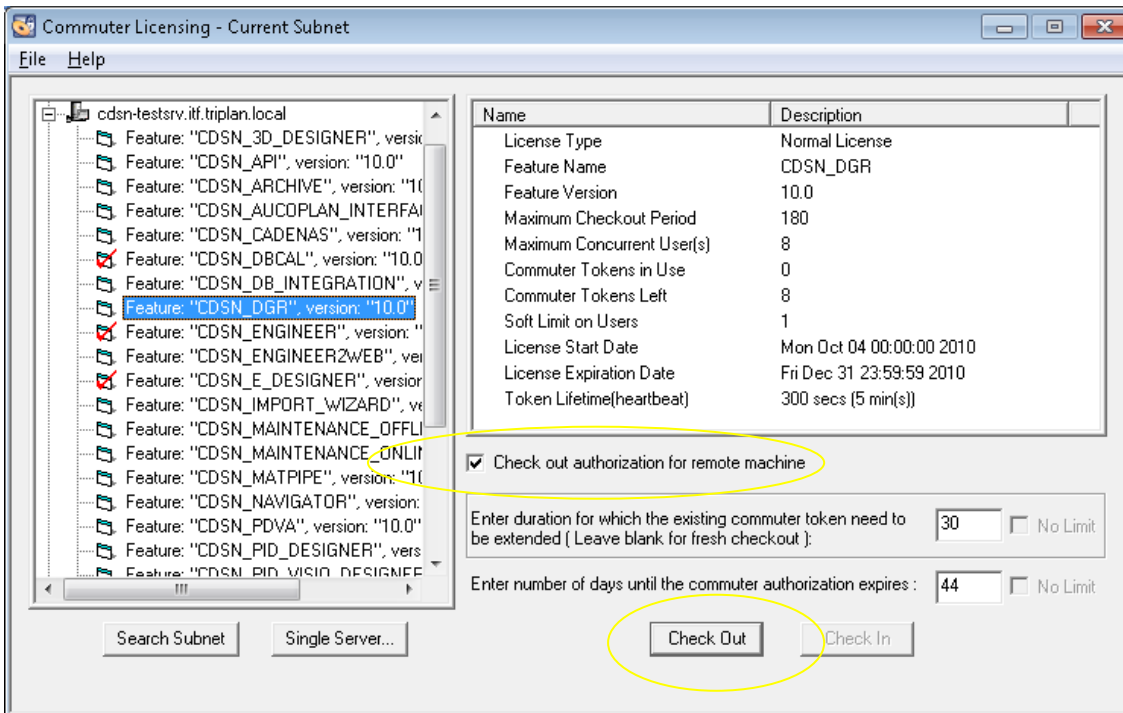 Commuter Licensing - Current Subnet
File Help
cdsn-testsrv.itf.triplan.local
Feature: "CDSN_3D_DESIGNER", versic
Feature: "CDSN_API", version: "10.0"
Feature: "CDSN_ARCHIVE", version: "1(
Feature: "CDSN_AUCOPLAN_INTERFAI
Feature: "CDSN_CADENAS", version: "1
Feature: "CDSN_DBCAL", version: "10.0
Feature: "CDSN_DB_INTEGRATION", v
Feature: "CDSN_DGR", version: "10.0"
Feature: "CDSN_ENGINEER", version: "
Feature: "CDSN_ENGINEER2WEB", vei
Feature: "CDSN_E_DESIGNER", version
Feature: "CDSN_IMPORT_WIZARD", ve
Feature: "CDSN_MAINTENANCE_OFFLI
Feature: "CDSN_MAINTENANCE_ONLII
Feature: "CDSN_MATPIPE", version: "10
Feature: "CDSN_NAVIGATOR", version:
Feature: "CDSN_PDVA", version: "10.0"
Feature: "CDSN_PID_DESIGNER", vers
Feature: "CDSN_PID_VISIO_DESIGNEF
Search Subnet Single Server...
Name Description
License Type Normal License
Feature Name CDSN_DGR
Feature Version 10.0
Maximum Checkout Period 180
Maximum Concurrent User(s) 8
Commuter Tokens in Use 0
Commuter Tokens Left 8
Soft Limit on Users 1
License Start Date Mon Oct 04 00:00:00 2010
License Expiration Date Fri Dec 31 23:59:59 2010
Token Lifetime(heartbeat) 300 secs (5 min(s))
Check out authorization for remote machine
Enter duration for which the existing commuter token need to
be extended ( Leave blank for fresh checkout ): 30 No Limit
Enter number of days until the commuter authorization expires : 44 No Limit
Check Out Check In